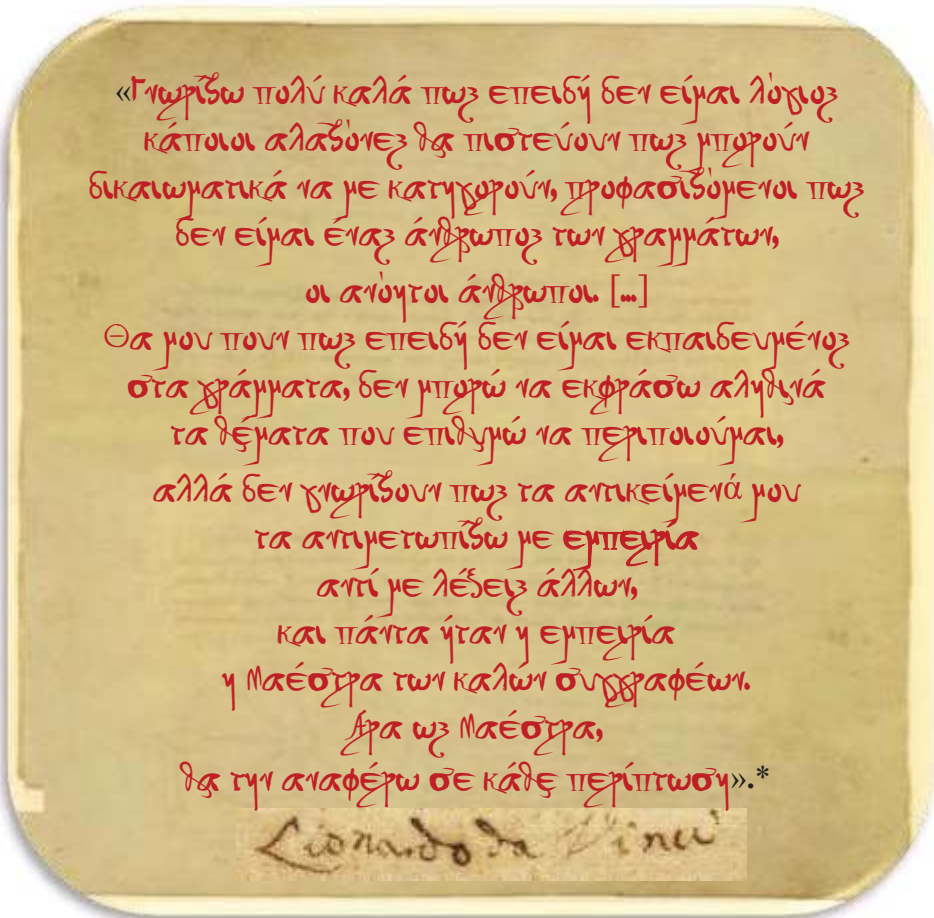 «Γνωρίζω πολύ καλά πως επειδή δεν είμαι λόγιος
κάποιοι αλαζόνες θα πιστεύουν πως μπορούν
δικαιωματικά να με κατηγορούν, προφασιζόμενοι πως
δεν είμαι ένας άνθρωπος των γραμμάτων,
οι ανόητοι άνθρωποι. [...]
Θα μου πουν πως επειδή δεν είμαι εκπαιδευμένος
στα γράμματα, δεν μπορώ να εκφράσω αληθινά
τα θέματα που επιθυμώ να περιποιούμαι,
αλλά δεν γνωρίζουν πως τα αντικείμενά μου
τα αντιμετωπίζω με εμπειρία
αντί με λέξεις άλλων,
και πάντα ήταν η εμπειρία
η Μαέστρα των καλών συγγραφέων.
Άρα ως Μαέστρα,
θα την αναφέρω σε κάθε περίπτωση».*
Lionardo da Vinci